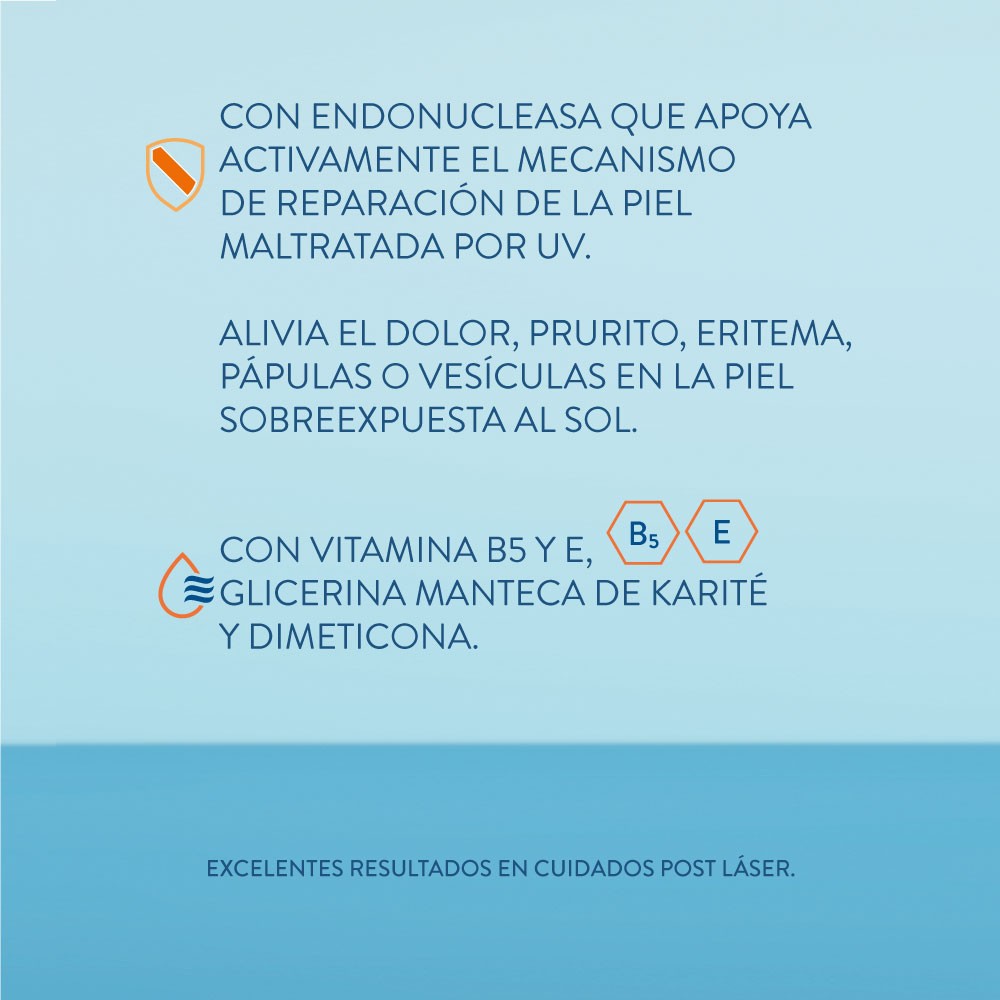 CON ENDONUCLEASA QUE APOYA
ACTIVAMENTE EL MECANISMO
DE REPARACIÓN DE LA PIEL
MALTRATADA POR UV.
ALIVIA EL DOLOR, PRURITO, ERITEMA,
PÁPULAS O VESÍCULAS EN LA PIEL
SOBREEXPUESTA AL SOL.
CON VITAMINA B5 Y E, B5 E
GLICERINA MANTECA DE KARITÉ
Y DIMETICONA.
EXCELENTES RESULTADOS EN CUIDADOS POST LÁSER.